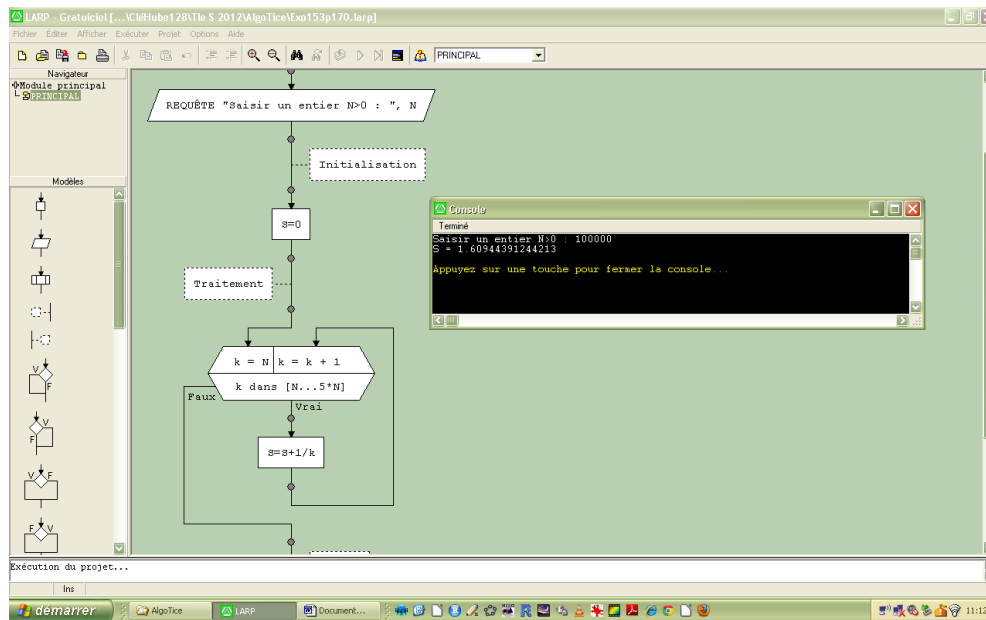 LARP - Gratuiciel [...\CléHube128\Tle S 2012\AlgoTice\Exo153p170.larp]
Fichier Éditer Afficher Exécuter Projet Options Aide
PRINCIPAL
Navigateur
Module principal
PRINCIPAL
Modèles
V
F
V
F
V F
F V
REQUÊTE "Saisir un entier N>0 : ", N
Initialisation
S=0
Traitement
k = N k = k + 1
k dans [N...5*N]
Faux
Vrai
S=S+1/k
Console
Terminé
Saisir un entier N>0 : 100000
S = 1.60944391244213
Appuyez sur une touche pour fermer la console...
Exécution du projet...
Ins
démarrer AlgoTice LARP Document... 11:12